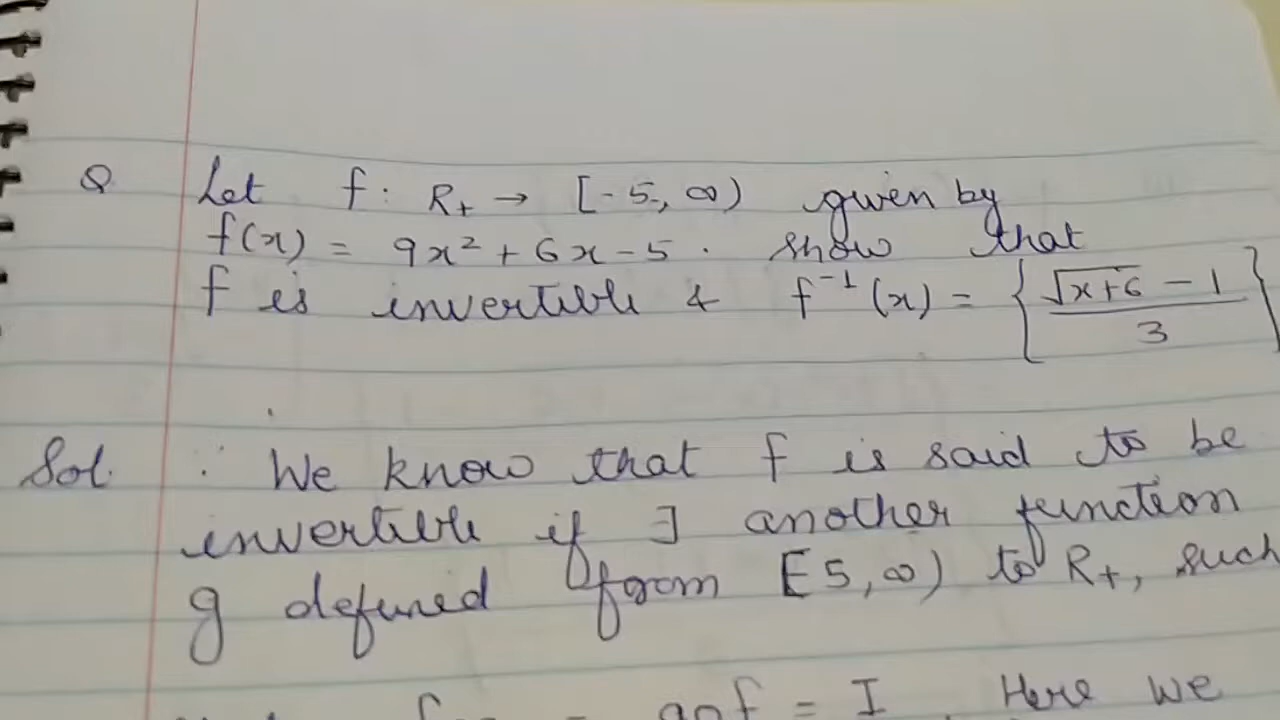 Q Let f: R₊ → [-5, ∞) given by
f(x) = 9x² + 6x - 5. show that
f is invertible & f⁻¹(x) = {(√x+6 - 1)/3}
Sol. ∴ We know that f is said to be
invertible if ∃ another function
g defined from [-5, ∞) to R₊, such
gof = I Here we